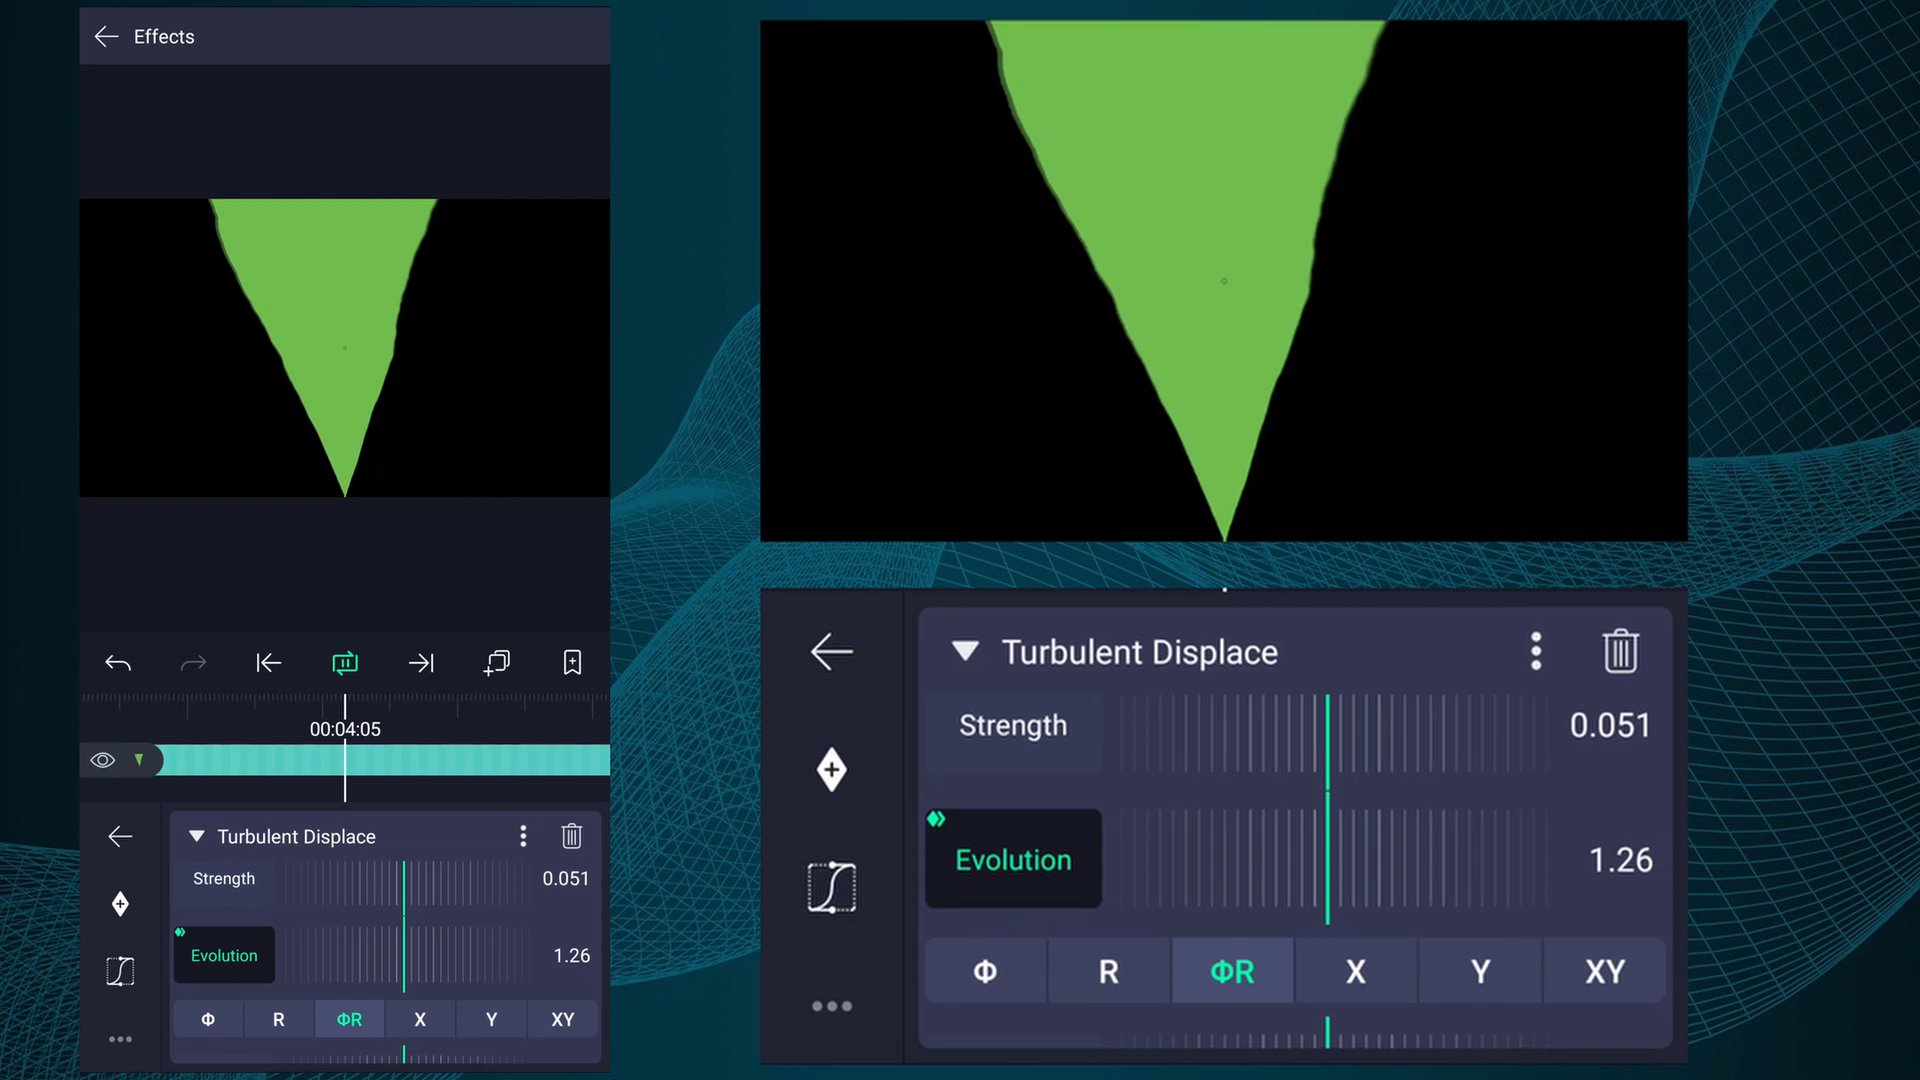 Effects
00:04:05
Turbulent Displace
Strength 0.051
Evolution 1.26
Φ R ΦR X Y XY
Turbulent Displace
Strength 0.051
Evolution 1.26
Φ R ΦR X Y XY